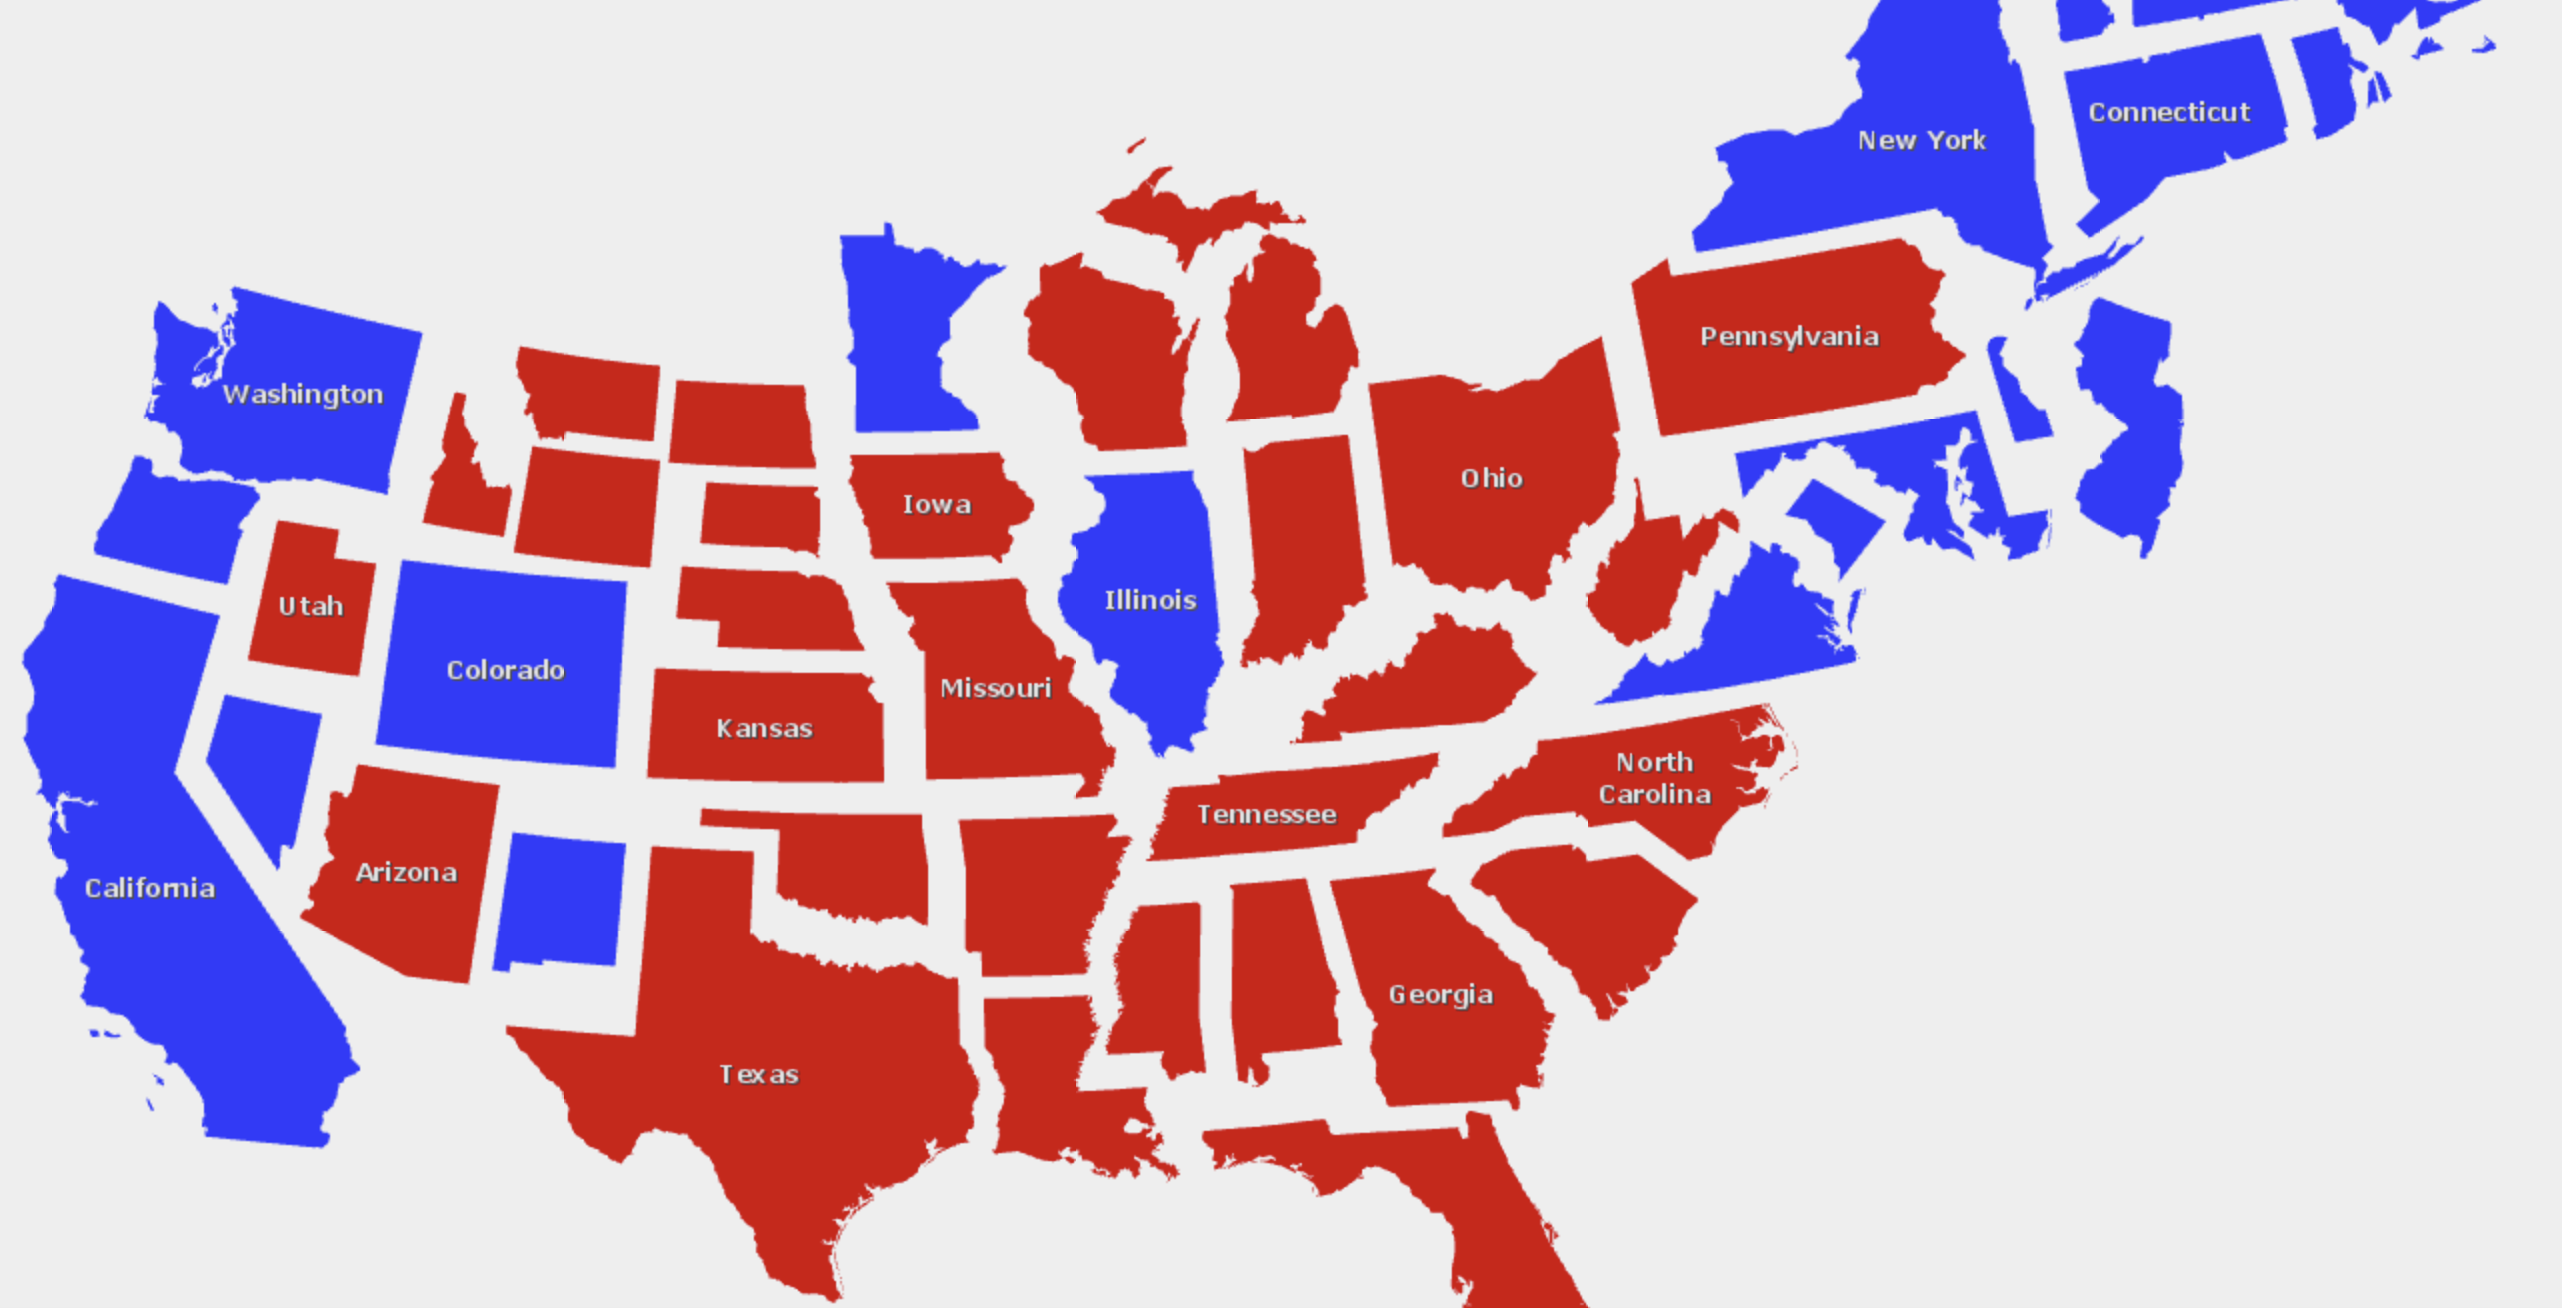 Connecticut
New York
Pennsylvania
Washington
Ohio
Iowa
Illinois
Utah
Colorado
Missouri
Kansas
North
Carolina
Tennessee
Arizona
California
Georgia
Texas